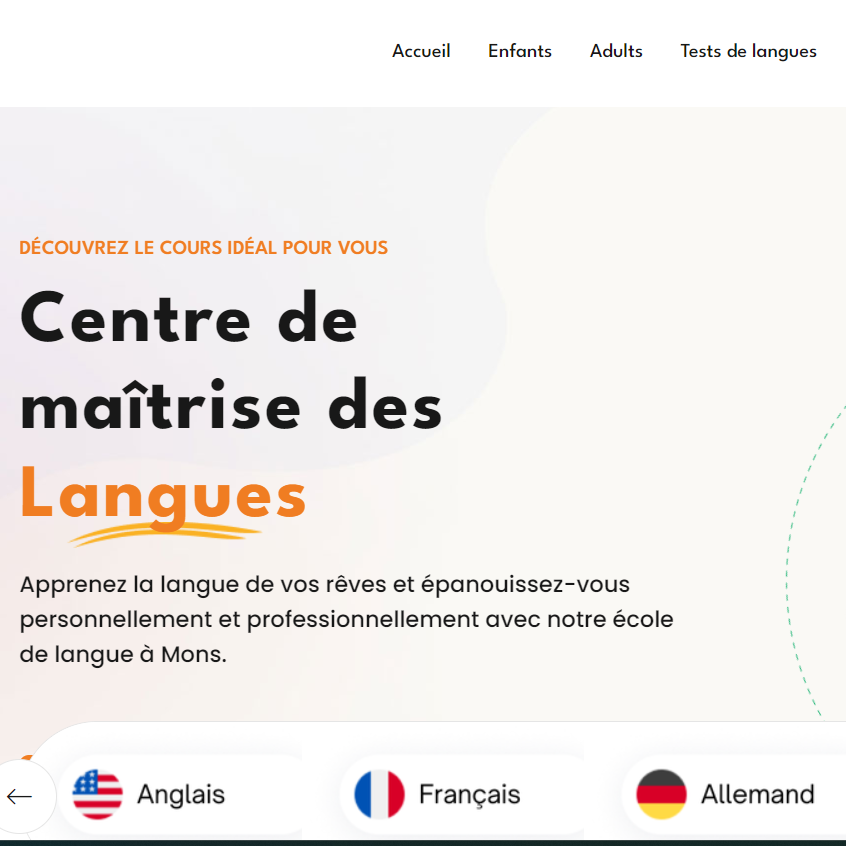 Accueil Enfants Adults Tests de langues
DÉCOUVREZ LE COURS IDÉAL POUR VOUS
Centre de
maîtrise des
Langues
Apprenez la langue de vos rêves et épanouissez-vous
personnellement et professionnellement avec notre école
de langue à Mons.
Anglais Français Allemand